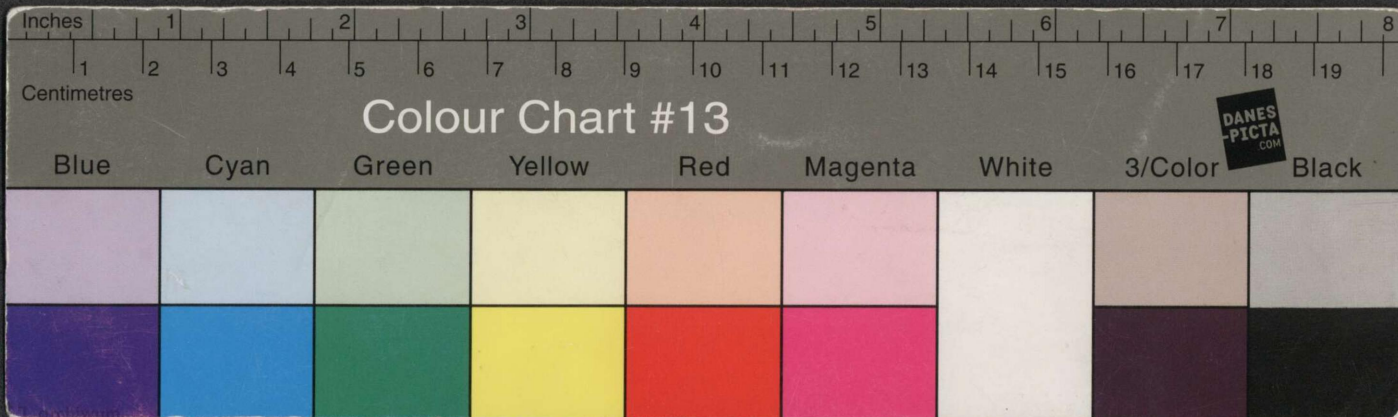 Inches 1 2 3 4 5 6 7 8
1 2 3 4 5 6 7 8 9 10 11 12 13 14 15 16 17 18 19
Centimetres
Colour Chart #13
DANES
-PICTA
.COM
Blue Cyan Green Yellow Red Magenta White 3/Color Black